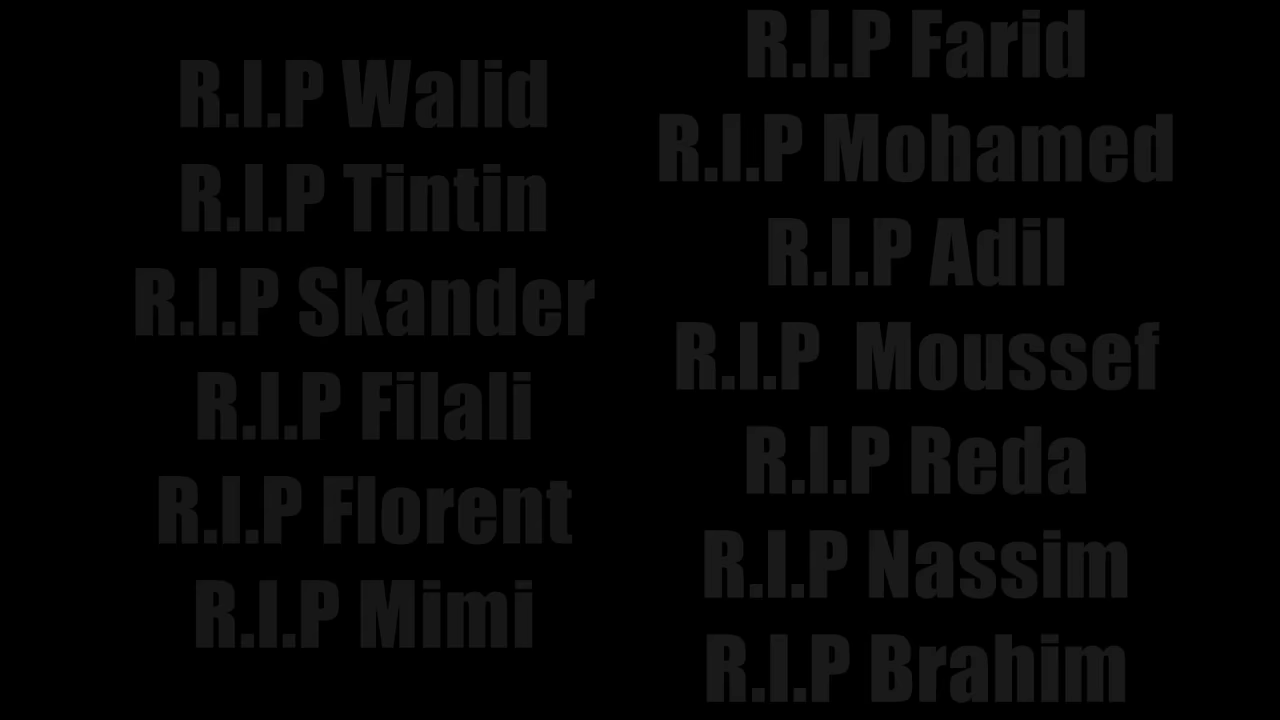 R.I.P Walid
R.I.P Tintin
R.I.P Skander
R.I.P Filali
R.I.P Florent
R.I.P Mimi
R.I.P Farid
R.I.P Mohamed
R.I.P Adil
R.I.P Moussef
R.I.P Reda
R.I.P Nassim
R.I.P Brahim